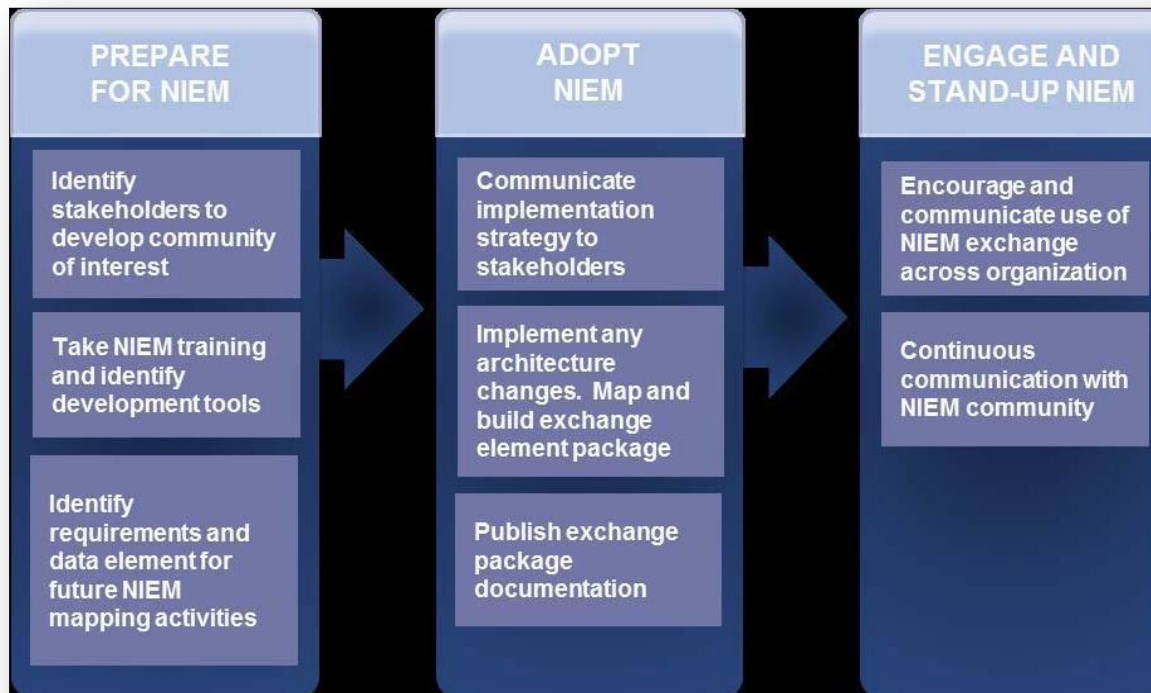 PREPARE
FOR NIEM
Identify
stakeholders to
develop community
of interest
Take NIEM training
and identify
development tools
Identify
requirements and
data element for
future NIEM
mapping activities
ADOPT
NIEM
Communicate
implementation
strategy to
stakeholders
Implement any
architecture
changes.  Map and
build exchange
element package
Publish exchange
package
documentation
ENGAGE AND
STAND-UP NIEM
Encourage and
communicate use of
NIEM exchange
across organization
Continuous
communication with
NIEM community